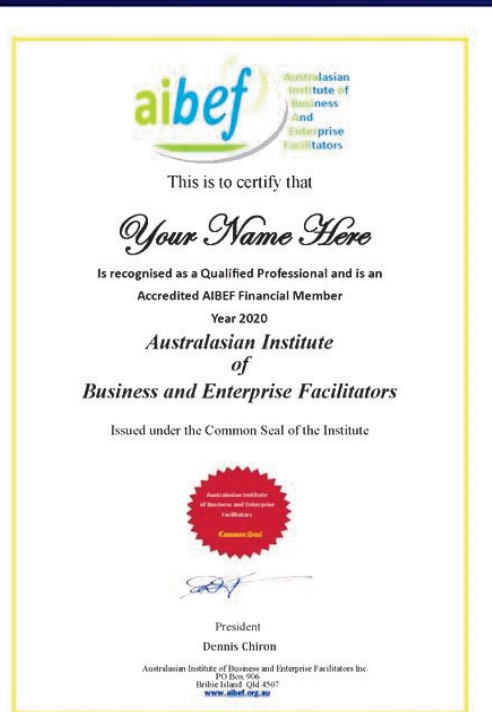 aibef
Australasian
Institute of
Business
And
Enterprise
Facilitators
This is to certify that
Your Name Here
Is recognised as a Qualified Professional and is an
Accredited AIBEF Financial Member
Year 2020
Australasian Institute
of
Business and Enterprise Facilitators
Issued under the Common Seal of the Institute
Australasian Institute
of Business and Enterprise
Facilitators
Common Seal
President
Dennis Chiron
Australasian Institute of Business and Enterprise Facilitators Inc.
PO Box 906
Bribie Island Qld 4507
www.aibef.org.au